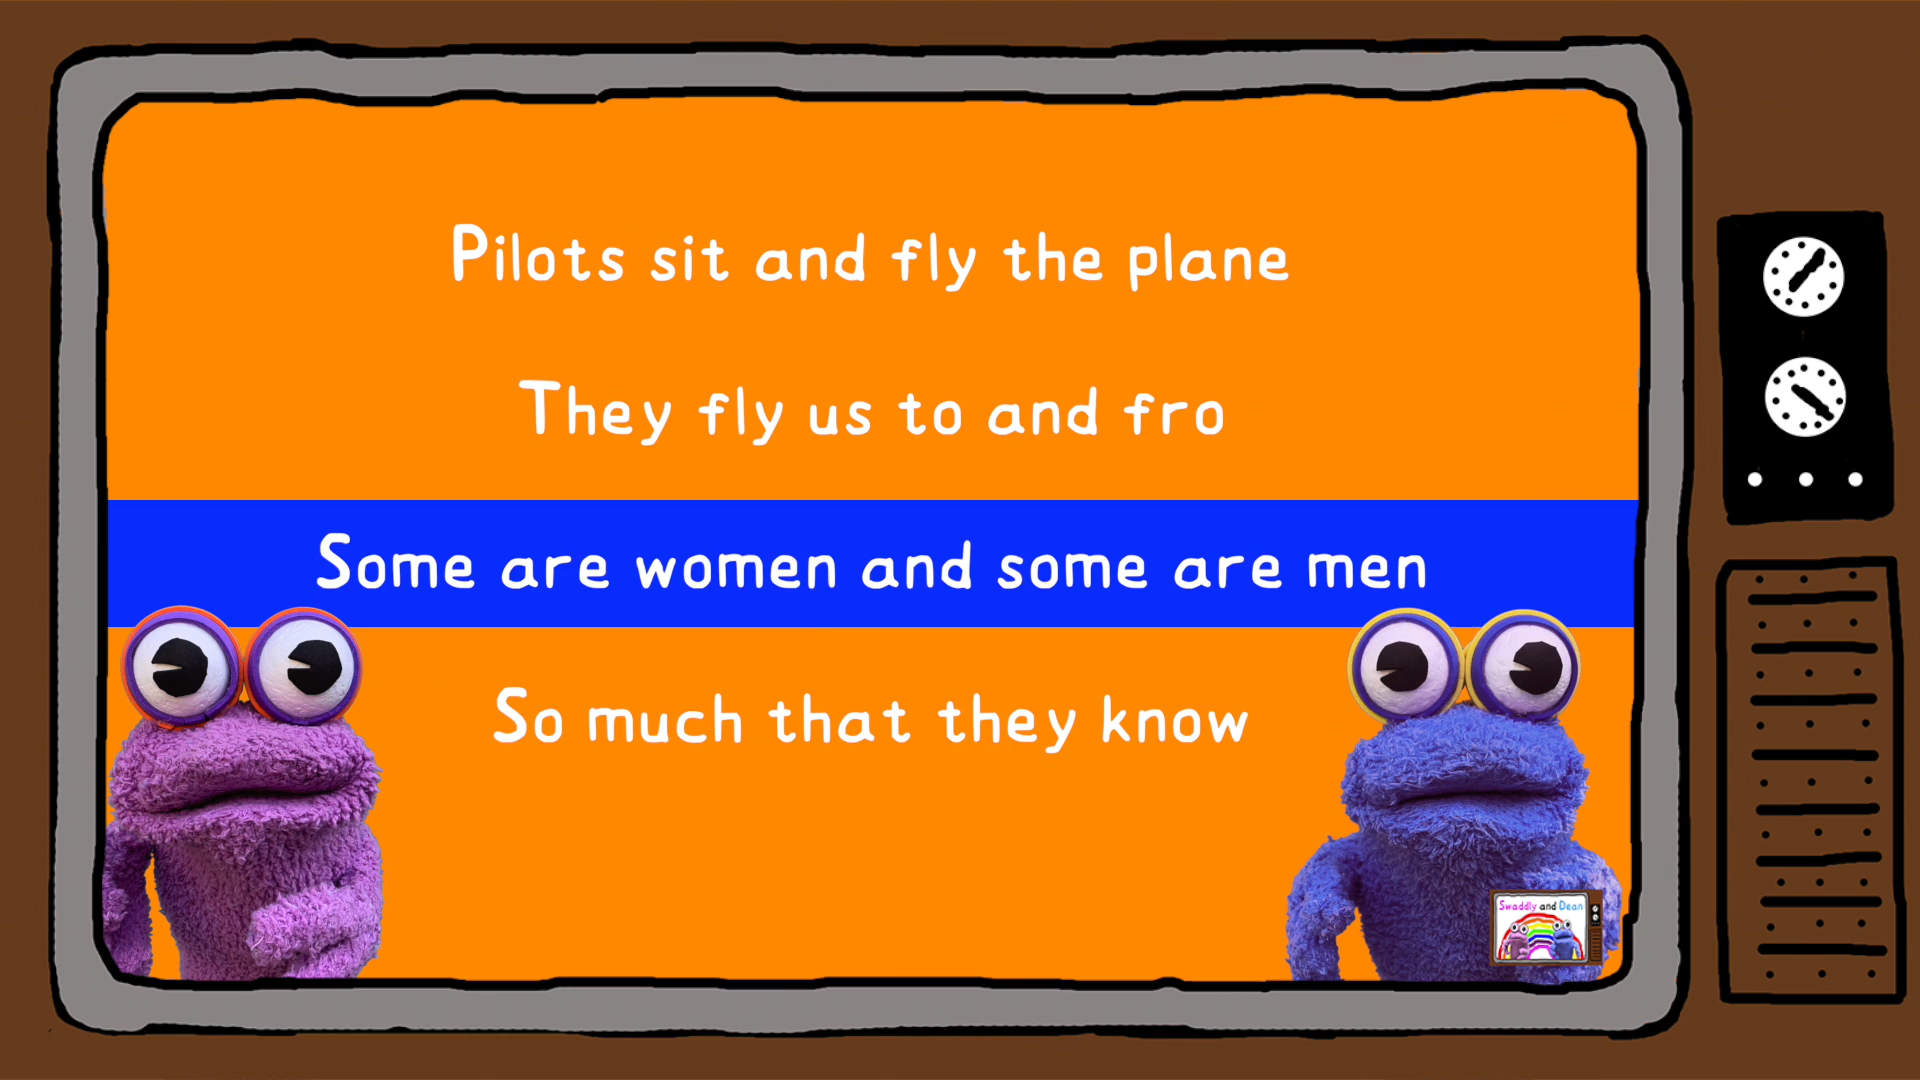 Pilots sit and fly the plane
They fly us to and fro
Some are women and some are men
So much that they know
Swaddly and Dean